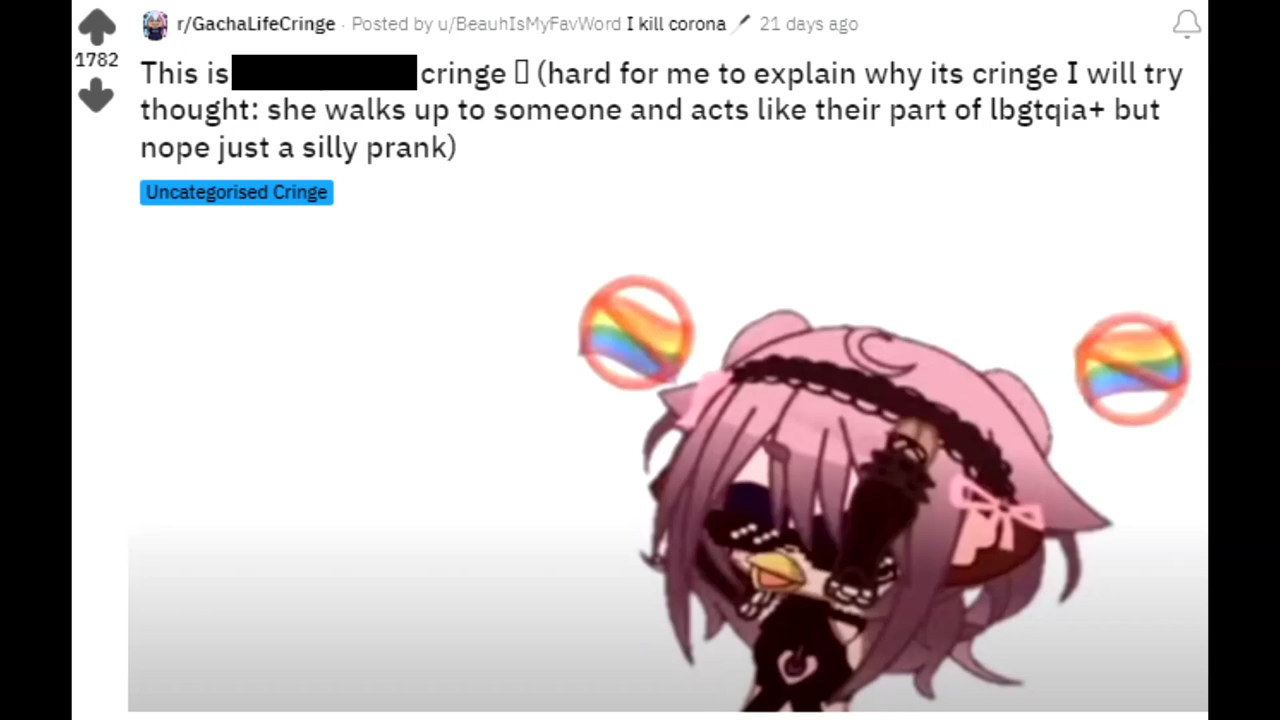 r/GachaLifeCringe · Posted by u/BeauhIsMyFavWord I kill corona 21 days ago
1782
This is cringe (hard for me to explain why its cringe I will try
thought: she walks up to someone and acts like their part of lbgtqia+ but
nope just a silly prank)
Uncategorised Cringe